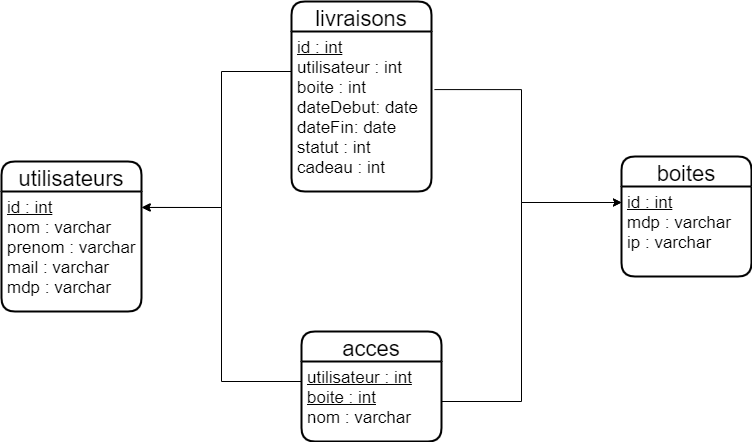 livraisons
id : int
utilisateur : int
boite : int
dateDebut: date
dateFin: date
statut : int
cadeau : int
utilisateurs
id : int
nom : varchar
prenom : varchar
mail : varchar
mdp : varchar
boites
id : int
mdp : varchar
ip : varchar
acces
utilisateur : int
boite : int
nom : varchar